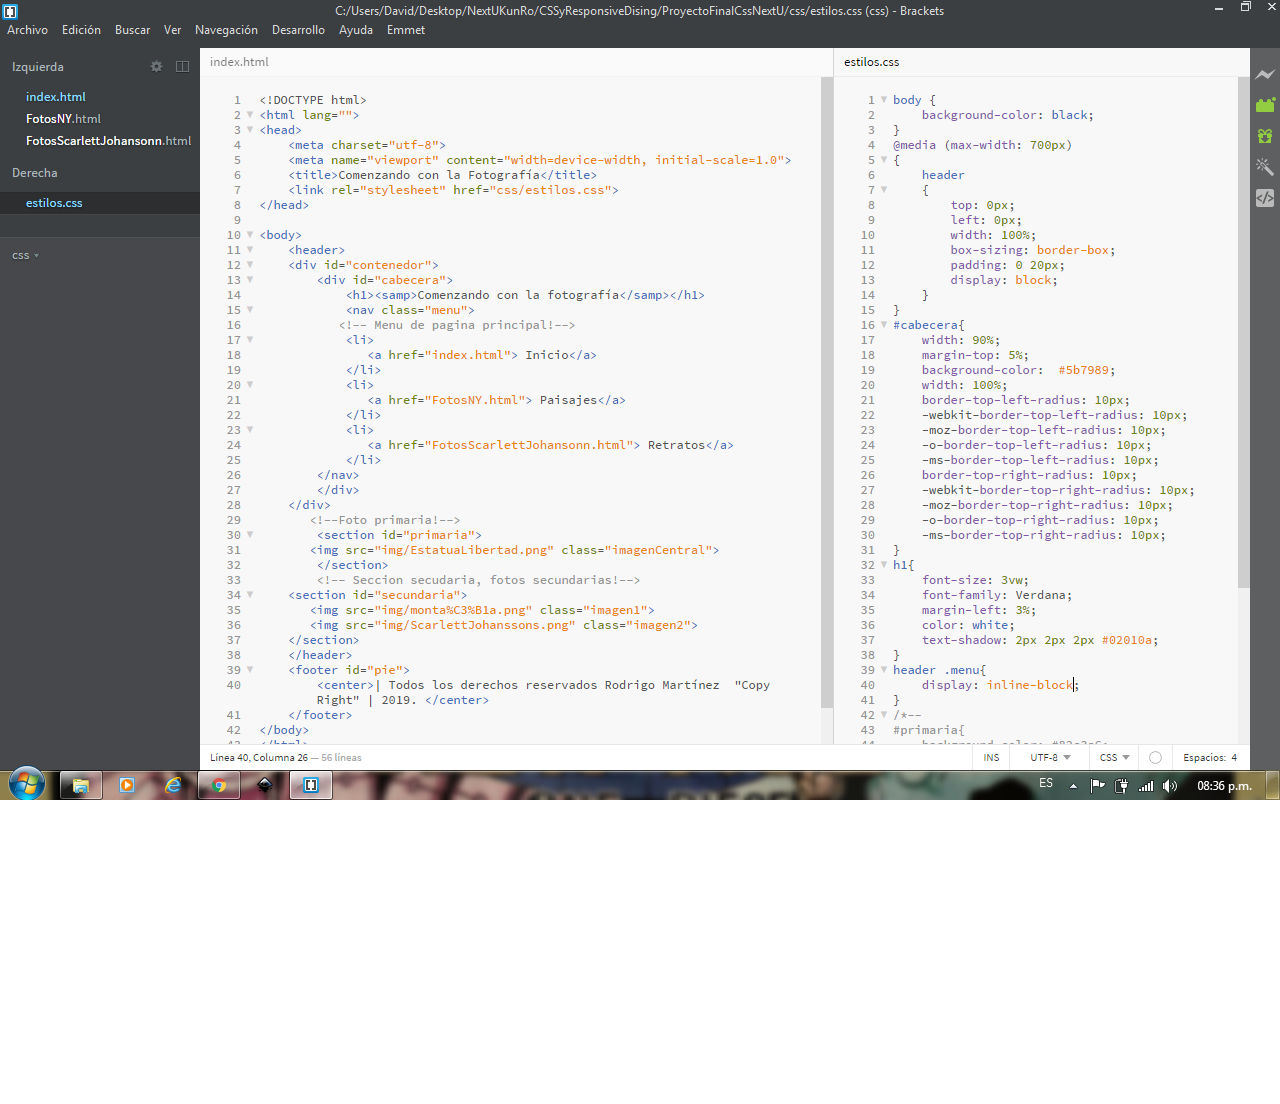 C:/Users/David/Desktop/NextUKunRo/CSSyResponsiveDising/ProyectoFinalCssNextU/css/estilos.css (css) - Brackets
Archivo Edición Buscar Ver Navegación Desarrollo Ayuda Emmet
Izquierda
index.html
FotosNY.html
FotosScarlettJohansonn.html
Derecha
estilos.css
css
index.html
1 <!DOCTYPE html>
2 <html lang="">
3 <head>
4 <meta charset="utf-8">
5 <meta name="viewport" content="width=device-width, initial-scale=1.0">
6 <title>Comenzando con la Fotografía</title>
7 <link rel="stylesheet" href="css/estilos.css">
8 </head>
9
10 <body>
11 <header>
12 <div id="contenedor">
13 <div id="cabecera">
14 <h1><samp>Comenzando con la fotografía</samp></h1>
15 <nav class="menu">
16 <!-- Menu de pagina principal!-->
17 <li>
18 <a href="index.html"> Inicio</a>
19 </li>
20 <li>
21 <a href="FotosNY.html"> Paisajes</a>
22 </li>
23 <li>
24 <a href="FotosScarlettJohansonn.html"> Retratos</a>
25 </li>
26 </nav>
27 </div>
28 </div>
29 <!--Foto primaria!-->
30 <section id="primaria">
31 <img src="img/EstatuaLibertad.png" class="imagenCentral">
32 </section>
33 <!-- Seccion secudaria, fotos secundarias!-->
34 <section id="secundaria">
35 <img src="img/monta%C3%B1a.png" class="imagen1">
36 <img src="img/ScarlettJohanssons.png" class="imagen2">
37 </section>
38 </header>
39 <footer id="pie">
40 <center>| Todos los derechos reservados Rodrigo Martínez "Copy
Right" | 2019. </center>
41 </footer>
42 </body>
43 </html>
estilos.css
1 body {
2 background-color: black;
3 }
4 @media (max-width: 700px)
5 {
6 header
7 {
8 top: 0px;
9 left: 0px;
10 width: 100%;
11 box-sizing: border-box;
12 padding: 0 20px;
13 display: block;
14 }
15 }
16 #cabecera{
17 width: 90%;
18 margin-top: 5%;
19 background-color: #5b7989;
20 width: 100%;
21 border-top-left-radius: 10px;
22 -webkit-border-top-left-radius: 10px;
23 -moz-border-top-left-radius: 10px;
24 -o-border-top-left-radius: 10px;
25 -ms-border-top-left-radius: 10px;
26 border-top-right-radius: 10px;
27 -webkit-border-top-right-radius: 10px;
28 -moz-border-top-right-radius: 10px;
29 -o-border-top-right-radius: 10px;
30 -ms-border-top-right-radius: 10px;
31 }
32 h1{
33 font-size: 3vw;
34 font-family: Verdana;
35 margin-left: 3%;
36 color: white;
37 text-shadow: 2px 2px 2px #02010a;
38 }
39 header .menu{
40 display: inline-block;
41 }
42 /*--
43 #primaria{
44 background-color:
Línea 40, Columna 26 — 56 líneas
INS UTF-8 CSS Espacios: 4
ES 08:36 p.m.